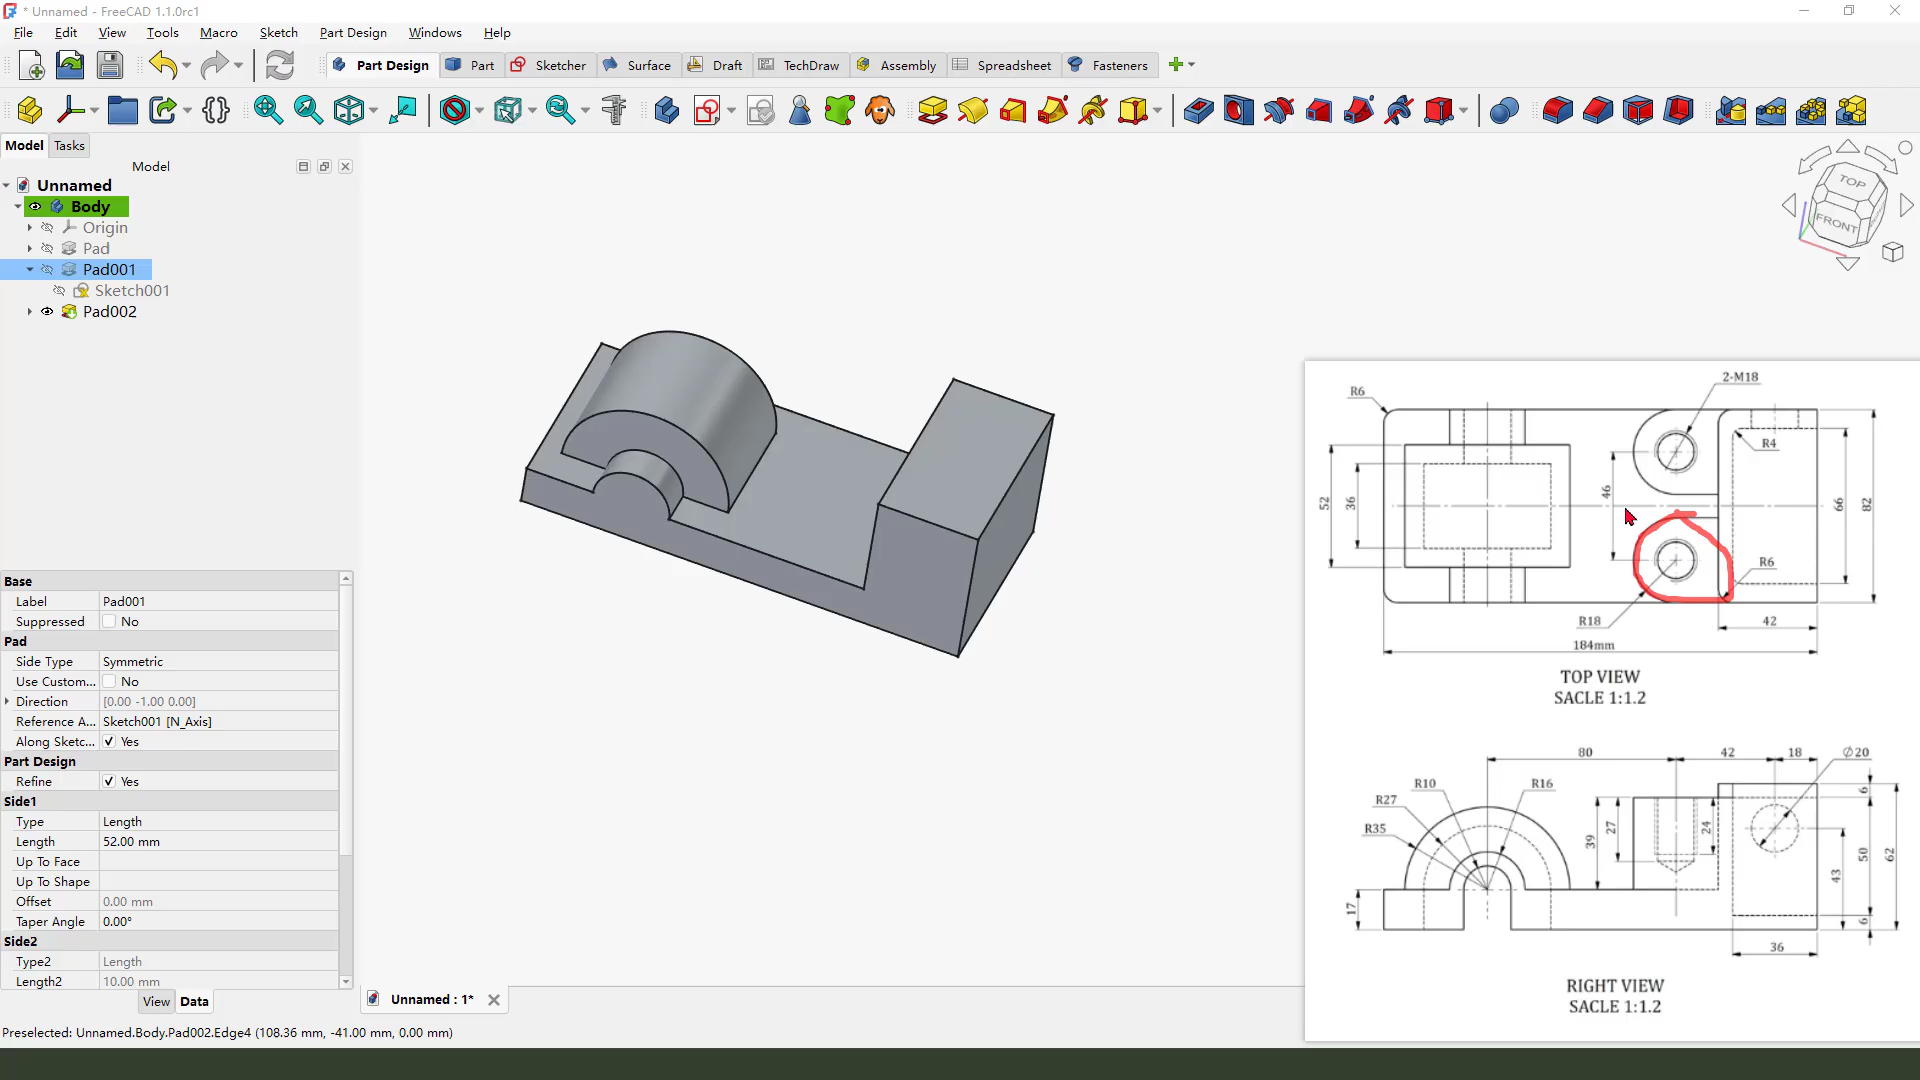 * Unnamed - FreeCAD 1.1.0rc1
File Edit View Tools Macro Sketch Part Design Windows Help
Part Design Part Sketcher Surface Draft TechDraw Assembly Spreadsheet Fasteners
Model Tasks
Model
Unnamed
Body
Origin
Pad
Pad001
Sketch001
Pad002
TOP
FRONT
Base
Label Pad001
Suppressed No
Pad
Side Type Symmetric
Use Custom... No
Direction [0.00 -1.00 0.00]
Reference A... Sketch001 [N_Axis]
Along Sketc... Yes
Part Design
Refine Yes
Side1
Type Length
Length 52.00 mm
Up To Face
Up To Shape
Offset 0.00 mm
Taper Angle 0.00°
Side2
Type2 Length
Length2 10.00 mm
View Data
Unnamed : 1*
Preselected: Unnamed.Body.Pad002.Edge4 (108.36 mm, -41.00 mm, 0.00 mm)
2-M18
R6
R4
52
36
46
66
82
R6
R18
42
184mm
TOP VIEW
SACLE 1:1.2
80
42
18
∅20
R10
R16
R27
R35
39
27
24
6
50
62
43
17
6
36
RIGHT VIEW
SACLE 1:1.2